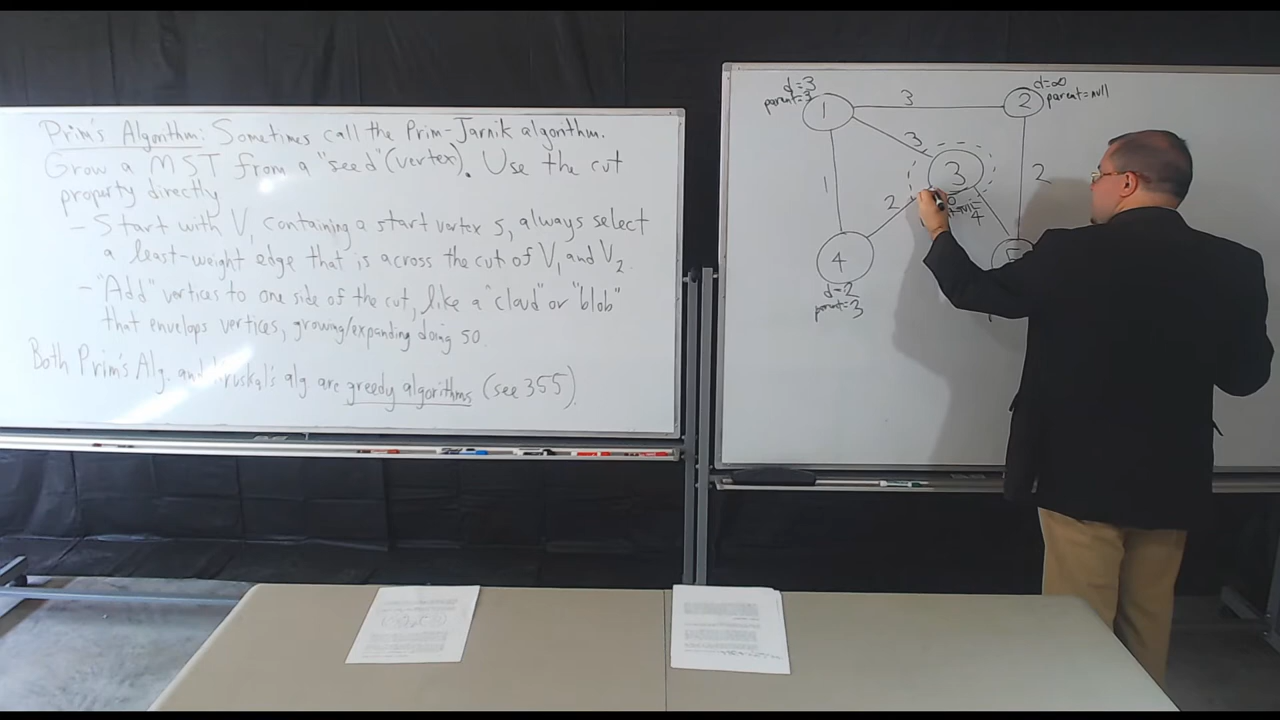 Prim's Algorithm: Sometimes call the Prim-Jarnik algorithm.
Grow a MST from a "seed" (vertex). Use the cut
property directly
- Start with V, containing a start vertex s, always select
a least-weight edge that is across the cut of V₁ and V₂.
- "Add" vertices to one side of the cut, like a "cloud" or "blob"
that envelops vertices, growing/expanding doing so.
Both Prim's Alg. and Kruskal's alg are greedy algorithms (see 355).
d=3
parent=3
1
3
2
d=∞
parent=null
3
3
1
2
2
4
4
5
d=2
parent=3